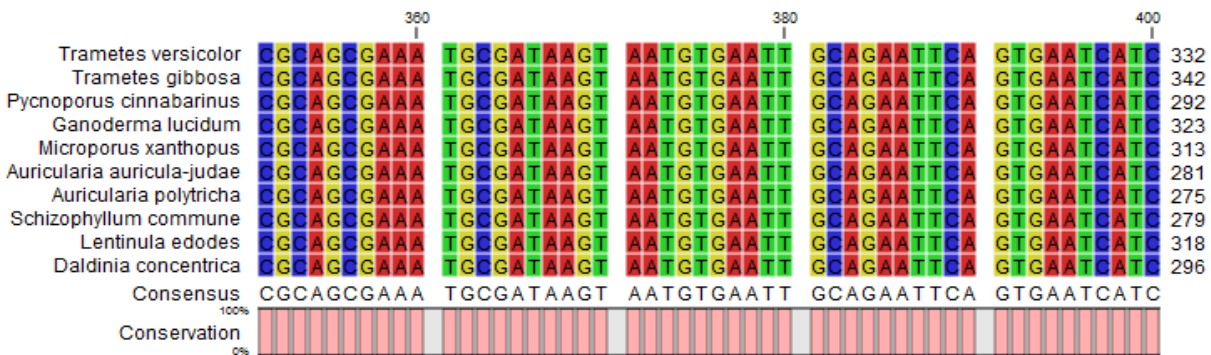 360 380 400
Trametes versicolor CGCAGCGAAA TGCGATAAGT AATGTGAATT GCAGAATTCA GTGAATCATC 332
Trametes gibbosa CGCAGCGAAA TGCGATAAGT AATGTGAATT GCAGAATTCA GTGAATCATC 342
Pycnoporus cinnabarinus CGCAGCGAAA TGCGATAAGT AATGTGAATT GCAGAATTCA GTGAATCATC 292
Ganoderma lucidum CGCAGCGAAA TGCGATAAGT AATGTGAATT GCAGAATTCA GTGAATCATC 323
Microporus xanthopus CGCAGCGAAA TGCGATAAGT AATGTGAATT GCAGAATTCA GTGAATCATC 313
Auricularia auricula-judae CGCAGCGAAA TGCGATAAGT AATGTGAATT GCAGAATTCA GTGAATCATC 281
Auricularia polytricha CGCAGCGAAA TGCGATAAGT AATGTGAATT GCAGAATTCA GTGAATCATC 275
Schizophyllum commune CGCAGCGAAA TGCGATAAGT AATGTGAATT GCAGAATTCA GTGAATCATC 279
Lentinula edodes CGCAGCGAAA TGCGATAAGT AATGTGAATT GCAGAATTCA GTGAATCATC 318
Daldinia concentrica CGCAGCGAAA TGCGATAAGT AATGTGAATT GCAGAATTCA GTGAATCATC 296
Consensus CGCAGCGAAA TGCGATAAGT AATGTGAATT GCAGAATTCA GTGAATCATC
100%
Conservation
0%